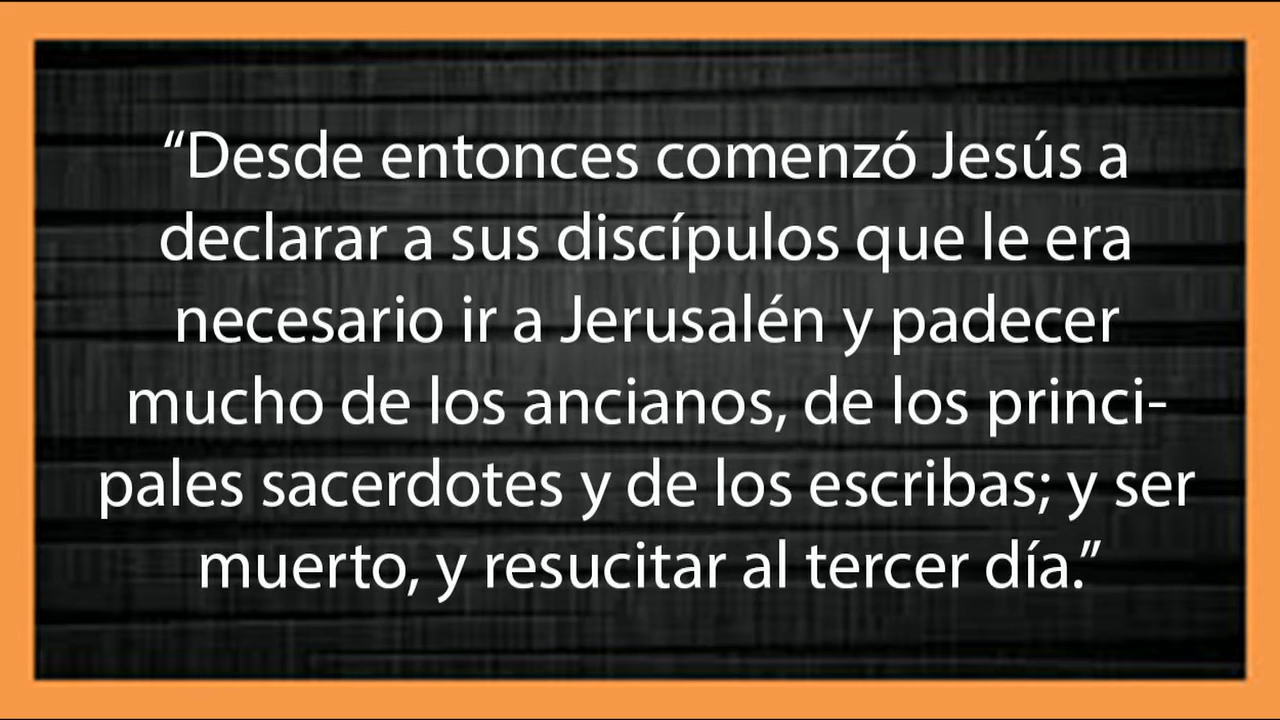 “Desde entonces comenzó Jesús a
declarar a sus discípulos que le era
necesario ir a Jerusalén y padecer
mucho de los ancianos, de los princi-
pales sacerdotes y de los escribas; y ser
muerto, y resucitar al tercer día.”